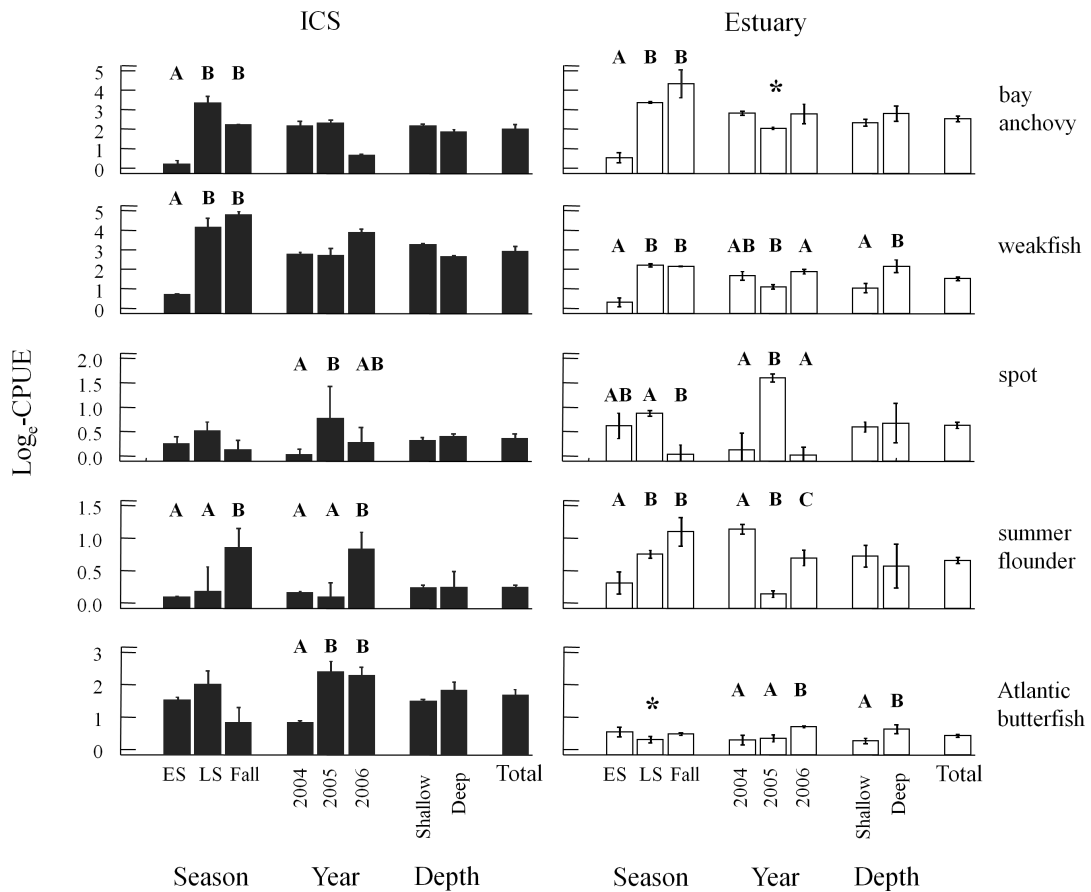 ICS Estuary
A B B A B B
*
5
4
3
2
1
0
bay
anchovy
A B B A B B AB B A A B
5
4
3
2
1
0
weakfish
A B AB AB A B A B A
2.0
1.5
1.0
0.5
0.0
spot
A A B A A B A B B A B C
1.5
1.0
0.5
0.0
summer
flounder
A B B * A A B A B
3
2
1
0
Atlantic
butterfish
Logₑ-CPUE
ES LS Fall 2004 2005 2006 Shallow Deep Total ES LS Fall 2004 2005 2006 Shallow Deep Total
Season Year Depth Season Year Depth